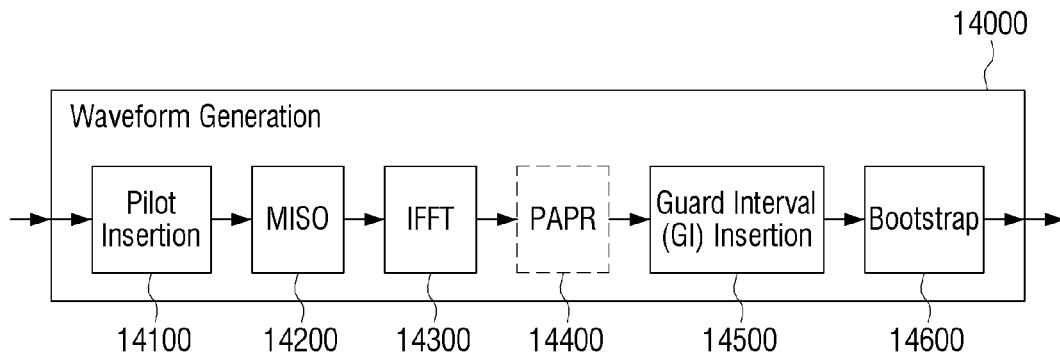 14000
Waveform Generation
Pilot
Insertion
MISO
IFFT
PAPR
Guard Interval
(GI) Insertion
Bootstrap
14100
14200
14300
14400
14500
14600